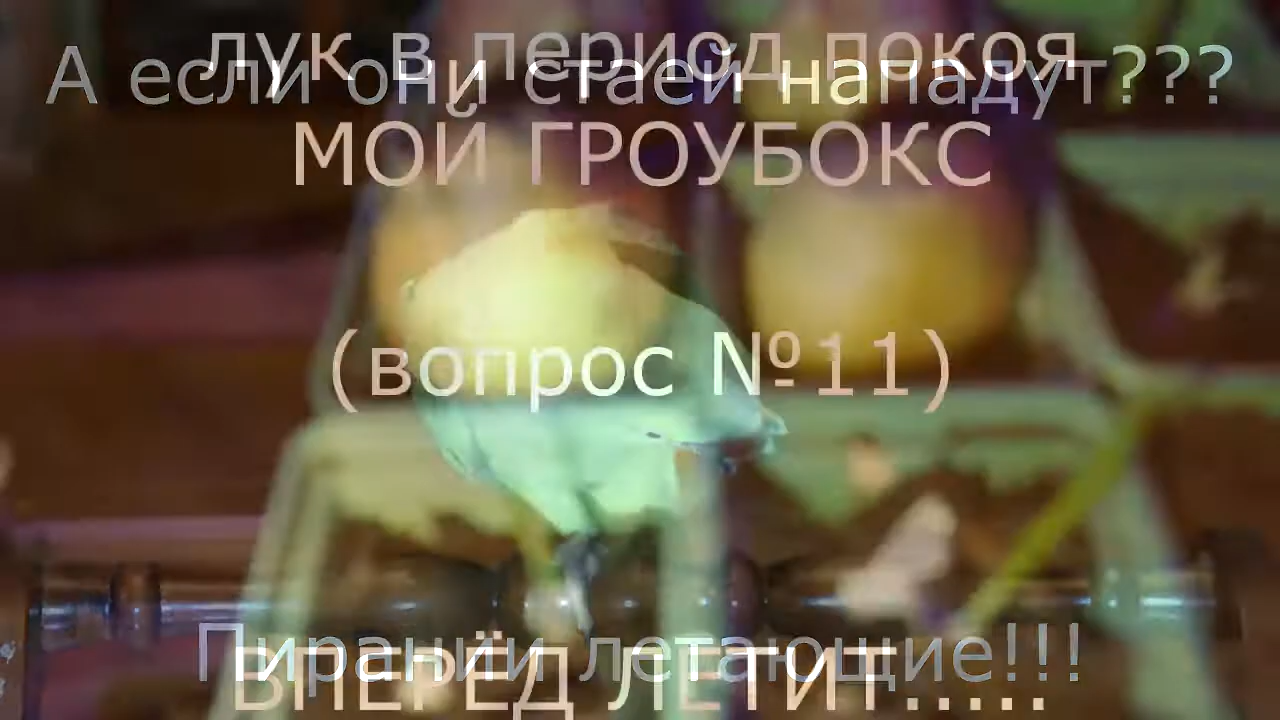 лук в период покоя
А если они стаей нападут???
МОЙ ГРОУБОКС
(вопрос №11)
Пираньи летающие!!!
ВПЕРЁД ЛЕТИТ.....